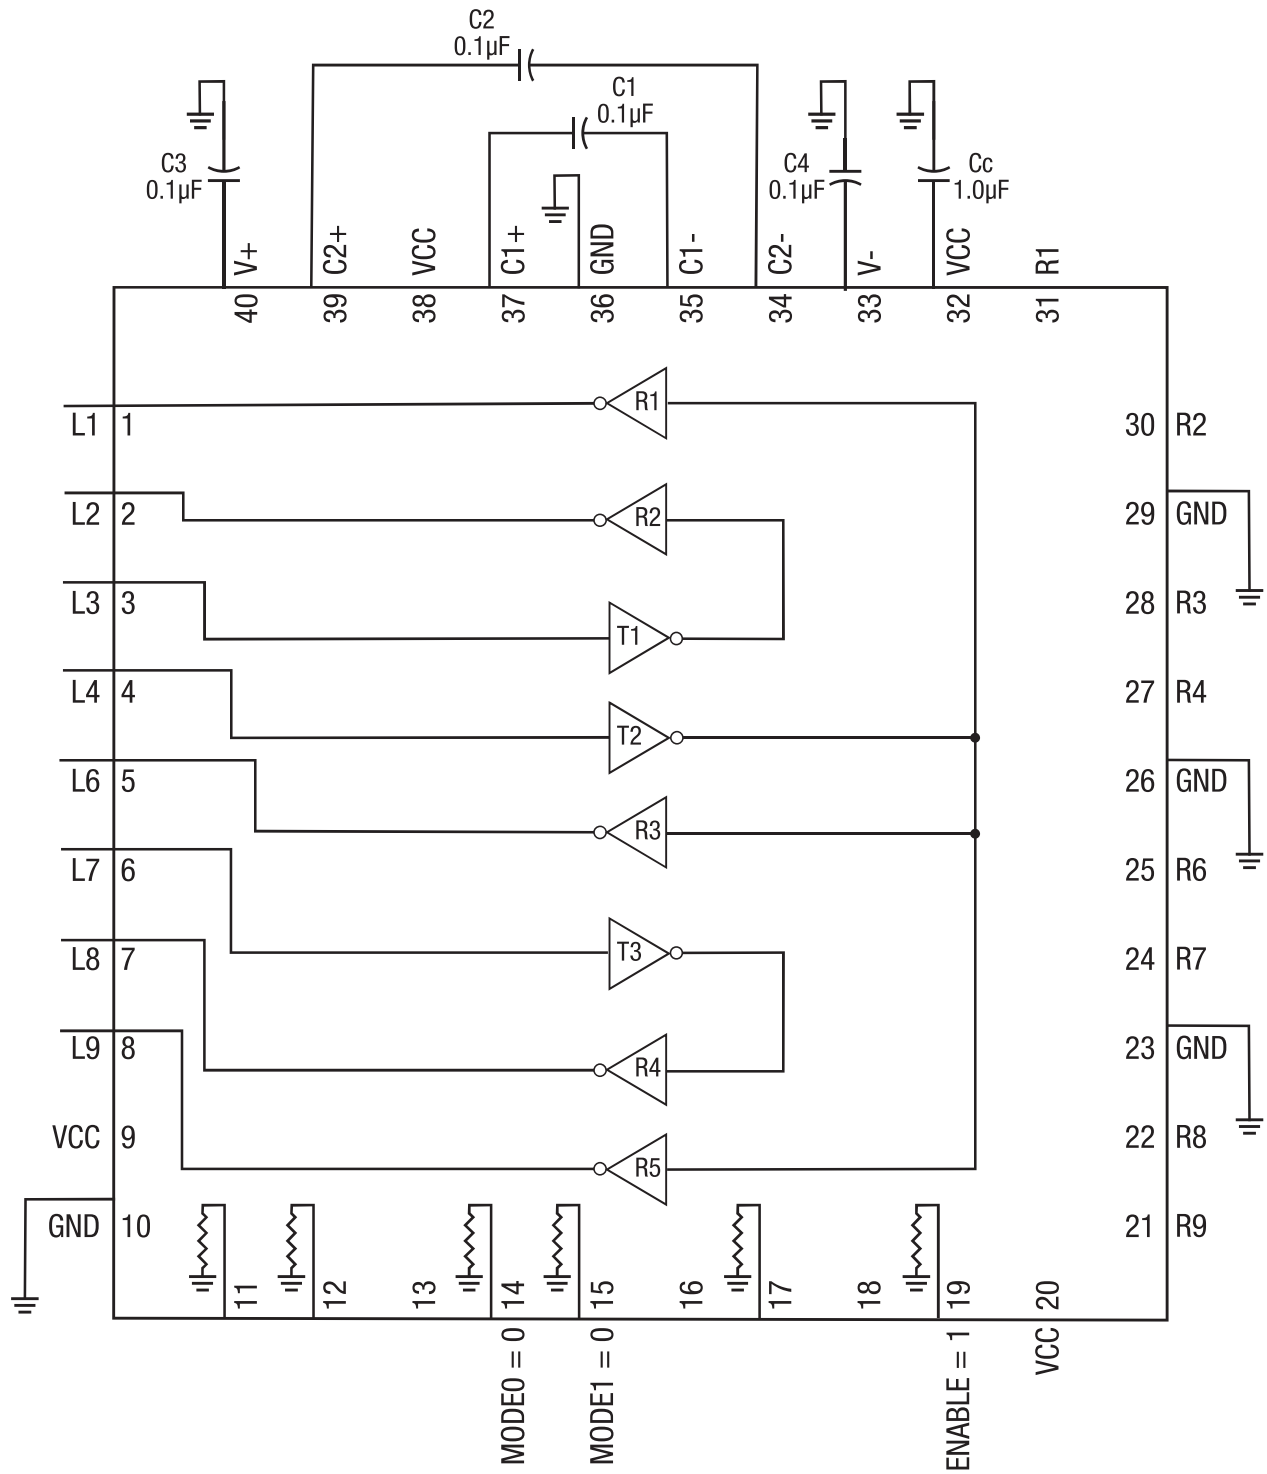 C2
0.1µF
C1
0.1µF
C3
0.1µF
C4
0.1µF
Cc
1.0µF
V+
C2+
VCC
C1+
GND
C1-
C2-
V-
VCC
R1
40
39
38
37
36
35
34
33
32
31
R1
L1 1
30 R2
R2
L2 2
29 GND
L3 3
28 R3
T1
L4 4
27 R4
T2
L6 5
26 GND
R3
L7 6
25 R6
T3
L8 7
24 R7
L9 8
23 GND
R4
VCC 9
22 R8
R5
GND 10
21 R9
11
12
13
14
15
16
17
18
19
20
MODE0 = 0
MODE1 = 0
ENABLE = 1
VCC